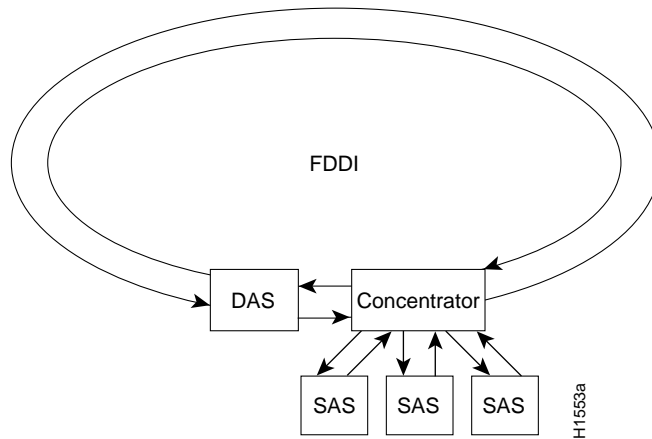 FDDI
DAS
Concentrator
SAS
SAS
SAS
H1553a